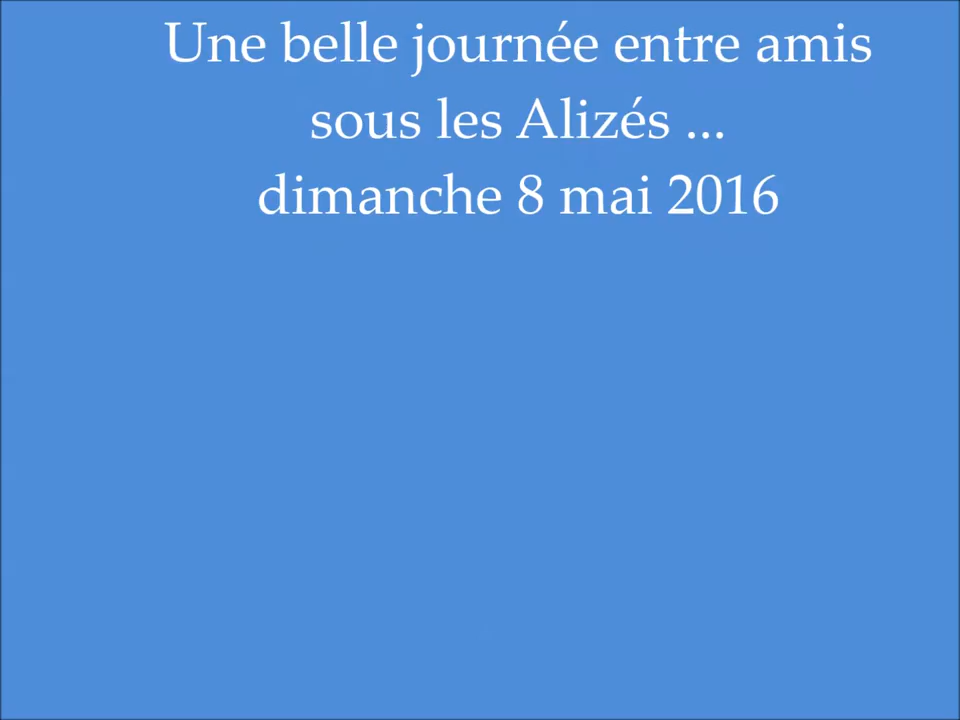 Une belle journée entre amis
sous les Alizés ...
dimanche 8 mai 2016